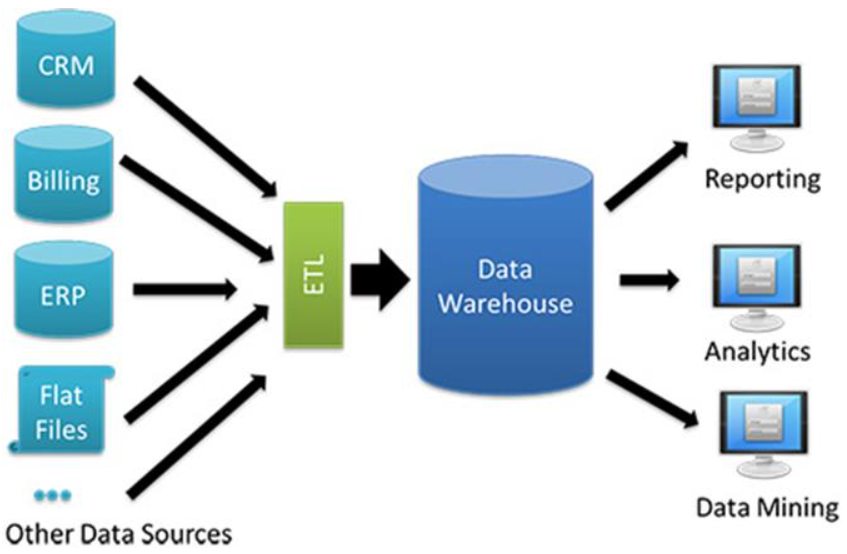 CRM
Billing
ERP
Flat
Files
Other Data Sources
ETL
Data
Warehouse
Reporting
Analytics
Data Mining